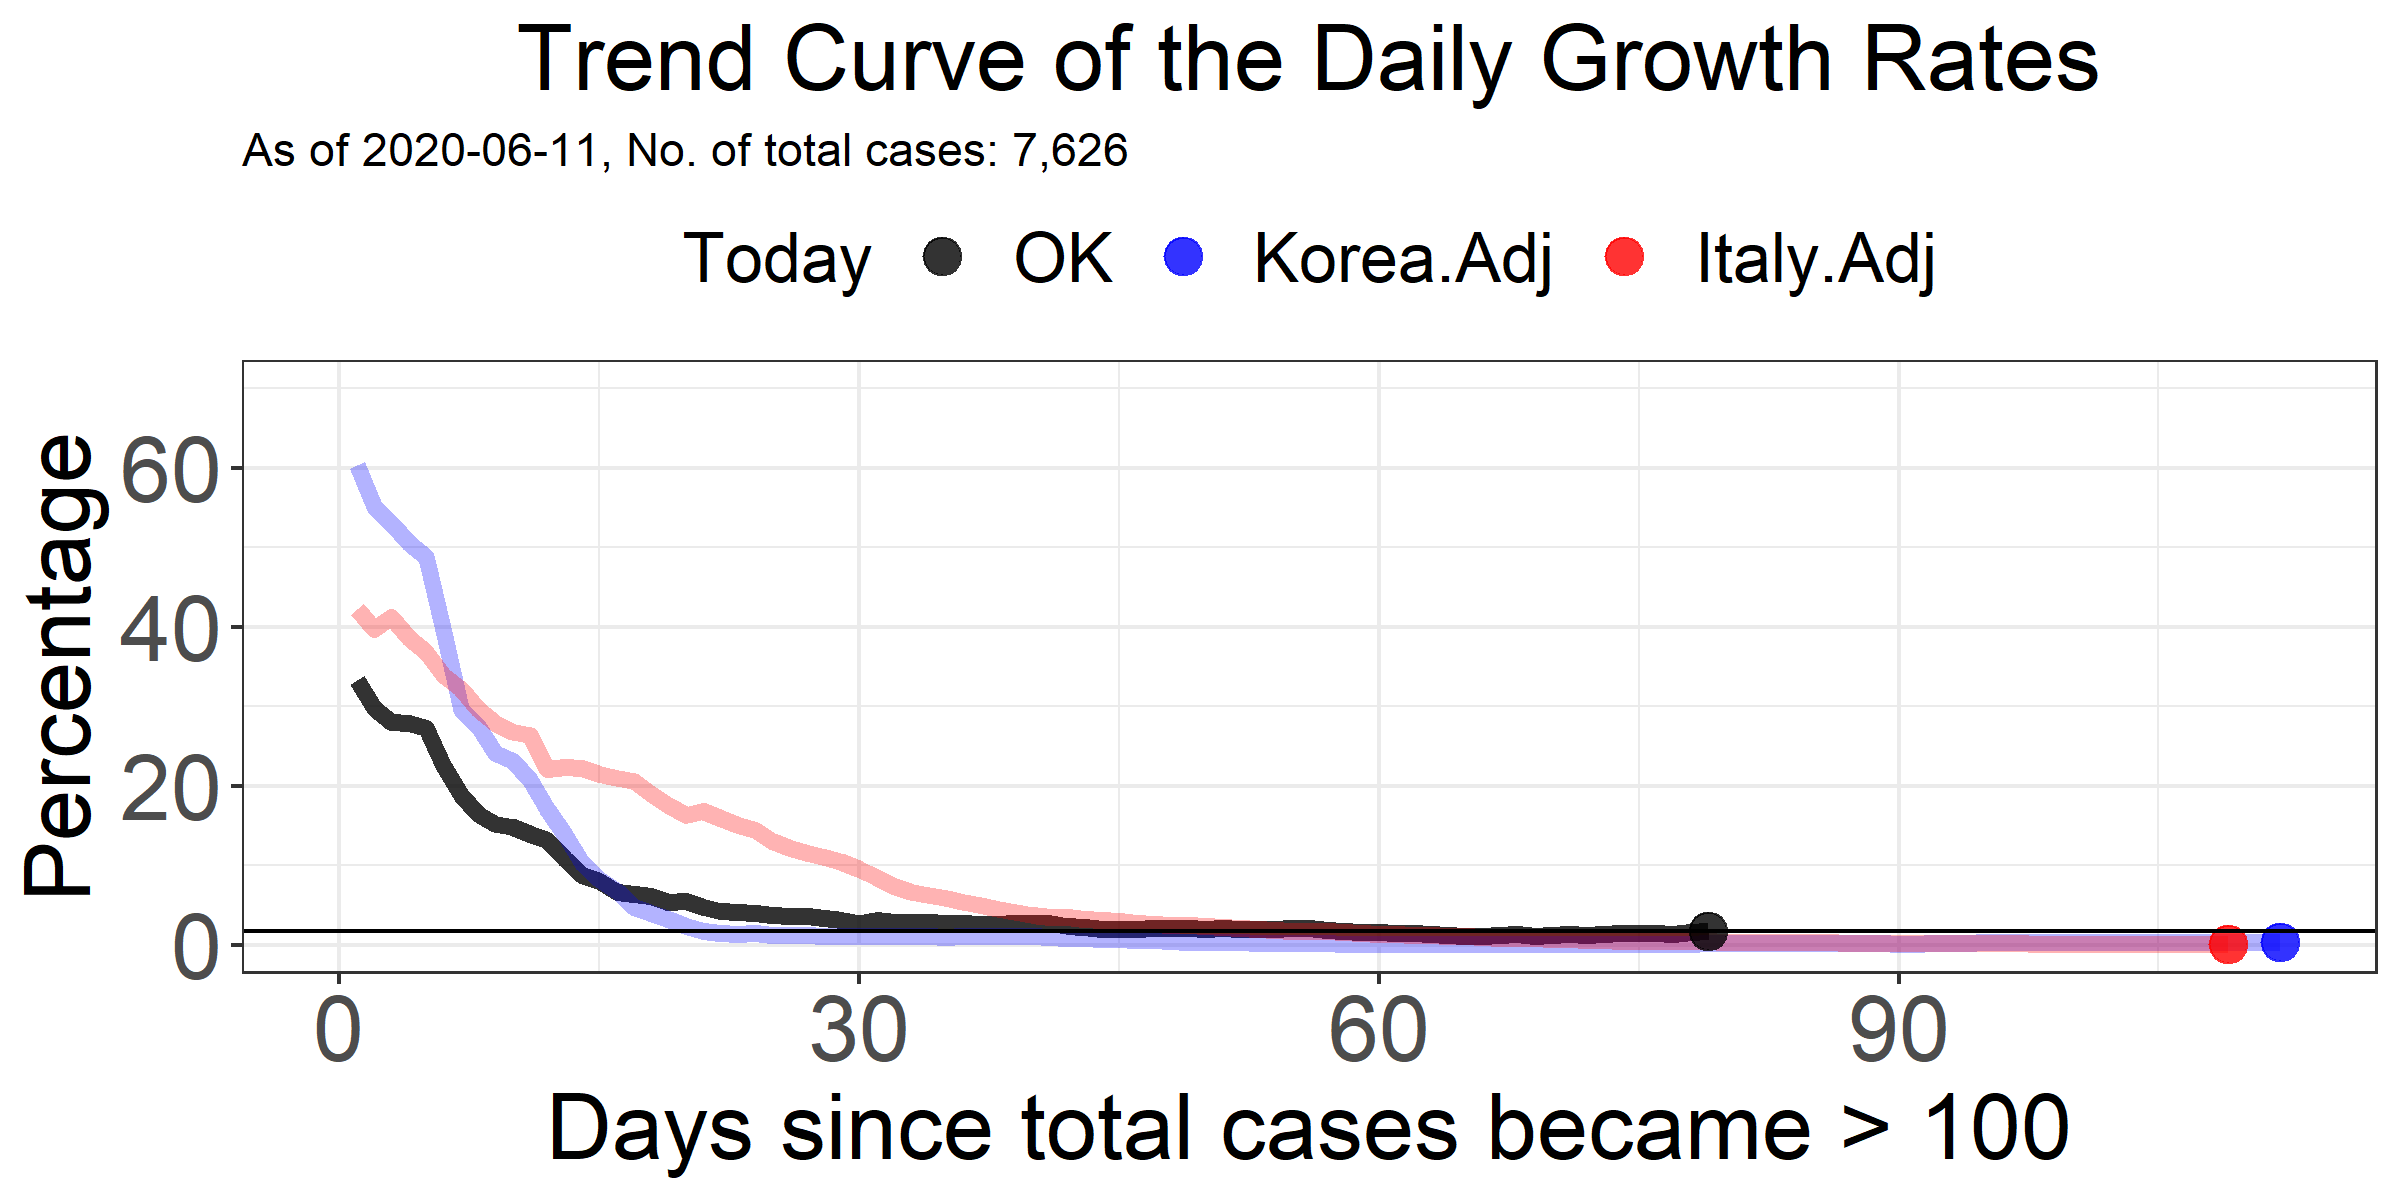 Trend Curve of the Daily Growth Rates
As of 2020-06-11, No. of total cases: 7,626
Today OK Korea.Adj Italy.Adj
Percentage
60
40
20
0
0 30 60 90
Days since total cases became > 100